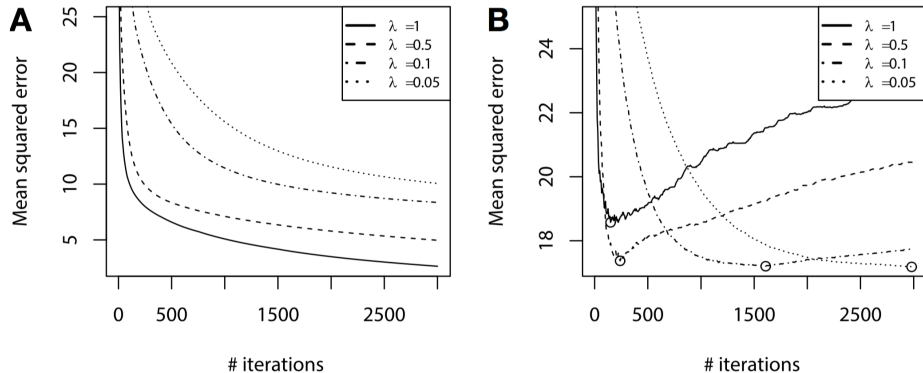 A
Mean squared error
25
20
15
10
5
0
500
1500
2500
# iterations
λ =1
λ =0.5
λ =0.1
λ =0.05
B
Mean squared error
24
22
20
18
0
500
1500
2500
# iterations
λ =1
λ =0.5
λ =0.1
λ =0.05